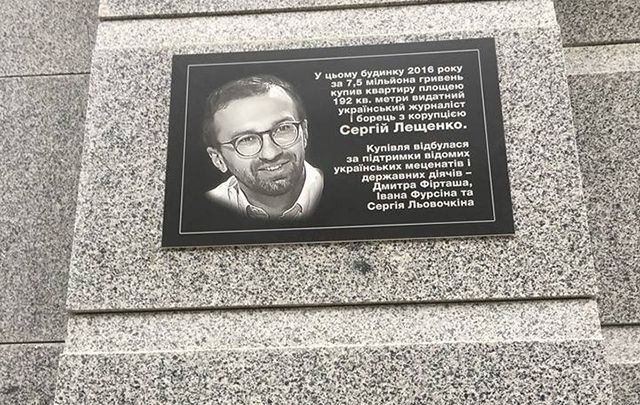 У цьому будинку 2016 року
за 7,5 мільйона гривень
купив квартиру площею
192 кв. метри видатний
український журналіст
і борець з корупцією
Сергій Лещенко.
Купівля відбулася
за підтримки відомих
українських меценатів і
державних діячів –
Дмитра Фірташа,
Івана Фурсіна та
Сергія Льовочкіна